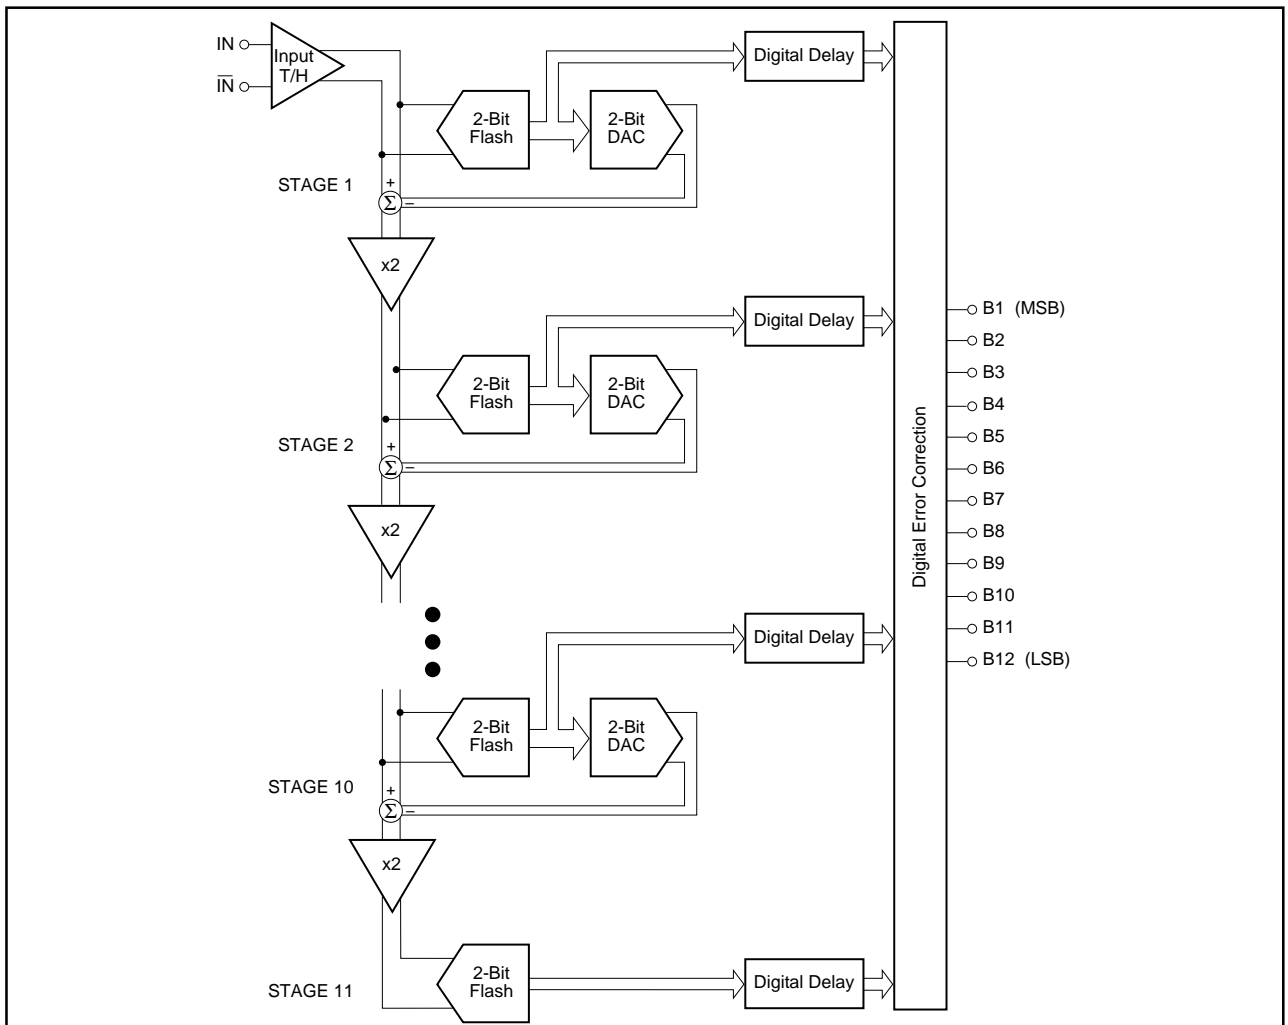 IN
Input
T/H
IN
Digital Delay
2-Bit
Flash
2-Bit
DAC
STAGE 1
+
Σ
–
x2
Digital Delay
2-Bit
Flash
2-Bit
DAC
STAGE 2
+
Σ
–
x2
Digital Delay
2-Bit
Flash
2-Bit
DAC
STAGE 10
+
Σ
–
x2
2-Bit
Flash
Digital Delay
STAGE 11
Digital Error Correction
B1 (MSB)
B2
B3
B4
B5
B6
B7
B8
B9
B10
B11
B12 (LSB)